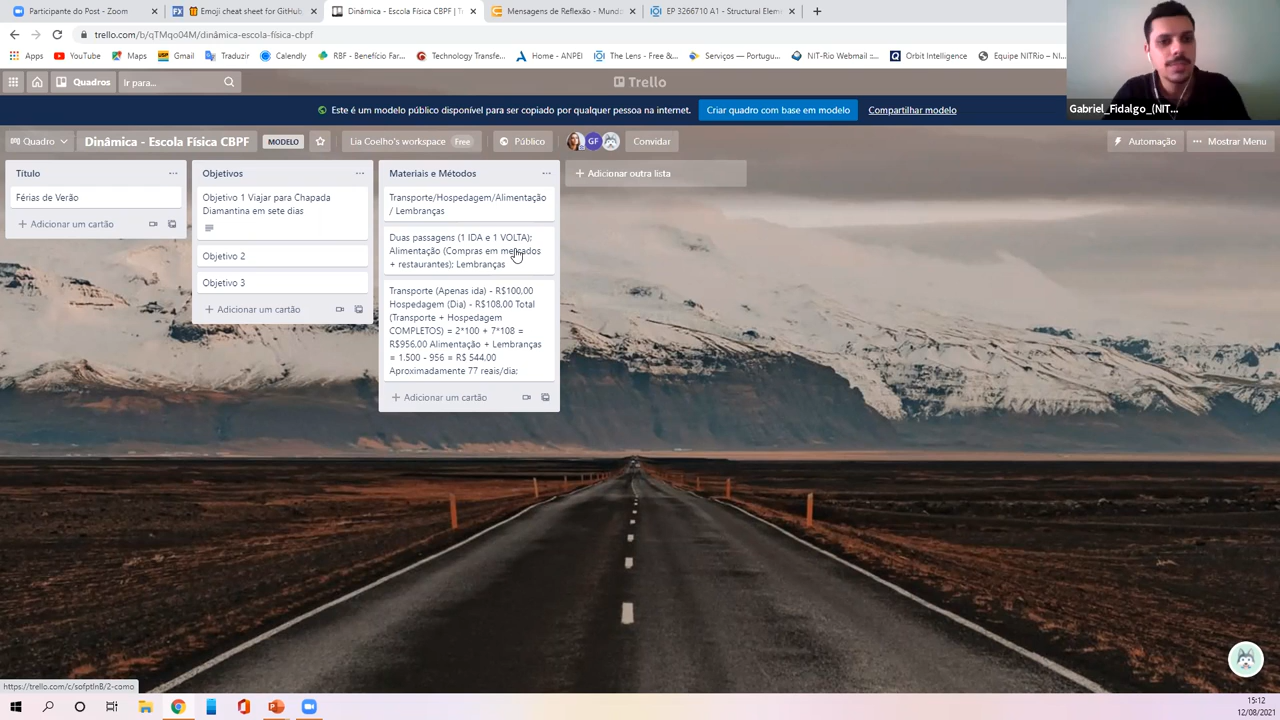 Participante do Post - Zoom
Emoji cheat sheet for GitHub,
Dinâmica - Escola Física CBPF | Tr
Mensagens de Reflexão - Mundo
EP 3266710 A1 - Structural Elem
trello.com/b/qTMqo04M/dinâmica-escola-física-cbpf
Apps
YouTube
Maps
Gmail
Traduzir
Calendly
RBF - Benefício Far...
Technology Transfe...
Home - ANPEI
The Lens - Free &...
Serviços — Portugu...
NIT-Rio Webmail ::...
Orbit Intelligence
Equipe NITRio - No...
Gabriel_Fidalgo_(NIT...
Quadros
Ir para...
Trello
Este é um modelo público disponível para ser copiado por qualquer pessoa na internet.
Criar quadro com base em modelo
Compartilhar modelo
Quadro
Dinâmica - Escola Física CBPF
MODELO
Lia Coelho's workspace
Free
Público
GF
Convidar
Automação
Mostrar Menu
Título
Férias de Verão
Adicionar um cartão
Objetivos
Objetivo 1 Viajar para Chapada
Diamantina em sete dias
Objetivo 2
Objetivo 3
Adicionar um cartão
Materiais e Métodos
Transporte/Hospedagem/Alimentação
/ Lembranças
Duas passagens (1 IDA e 1 VOLTA);
Alimentação (Compras em mercados
+ restaurantes); Lembranças
Transporte (Apenas ida) - R$100,00
Hospedagem (Dia) - R$108,00 Total
(Transporte + Hospedagem
COMPLETOS) = 2*100 + 7*108 =
R$956.00 Alimentação + Lembranças
= 1.500 - 956 = R$ 544,00
Aproximadamente 77 reais/dia;
Adicionar um cartão
Adicionar outra lista
https://trello.com/c/sofptInB/2-como
15:12
12/08/2021